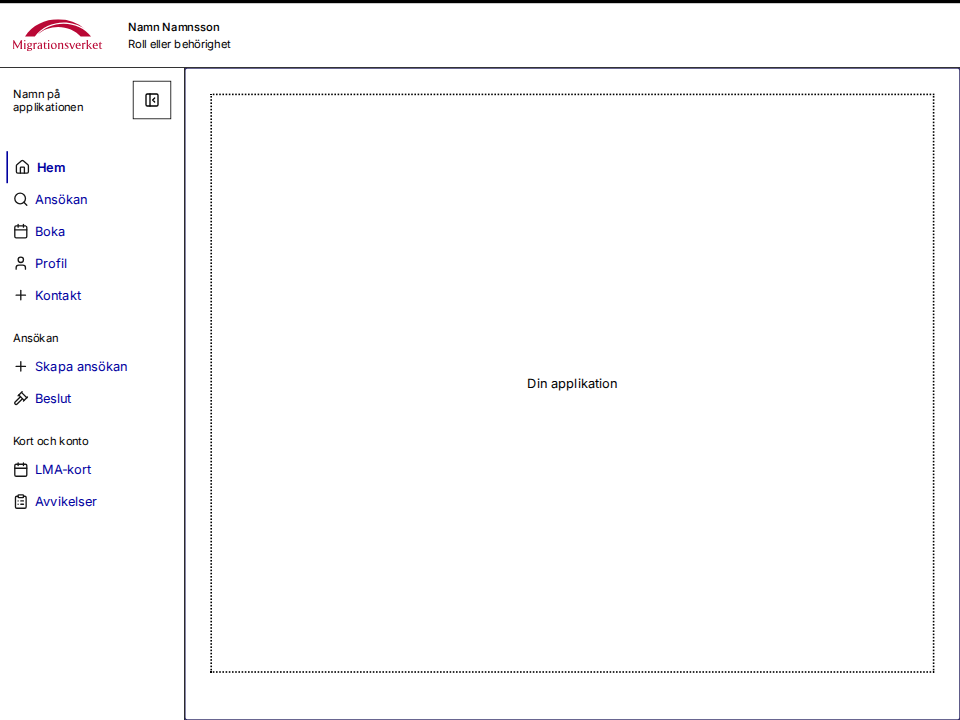 Migrationsverket
Namn Namnsson
Roll eller behörighet
Namn på
applikationen
Hem
Ansökan
Boka
Profil
Kontakt
Ansökan
Skapa ansökan
Beslut
Kort och konto
LMA-kort
Avvikelser
Din applikation